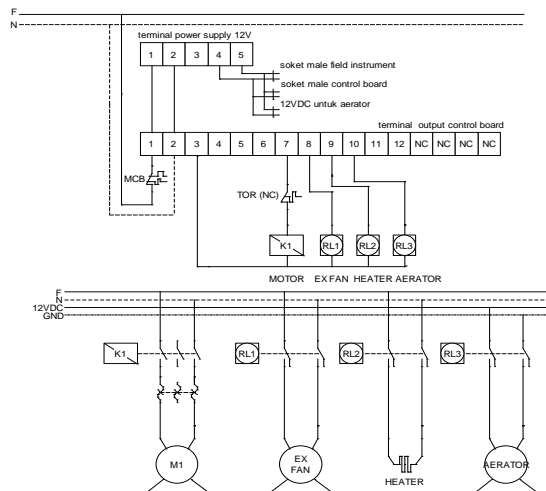 F
N
terminal power supply 12V
1 2 3 4 5
soket male field instrument
soket male control board
12VDC untuk aerator
terminal output control board
1 2 3 4 5 6 7 8 9 10 11 12 NC NC NC NC
MCB
TOR (NC)
K1 RL1 RL2 RL3
MOTOR EX FAN HEATER AERATOR
F
N
12VDC
GND
K1 RL1 RL2 RL3
M1
EX
FAN
HEATER
AERATOR